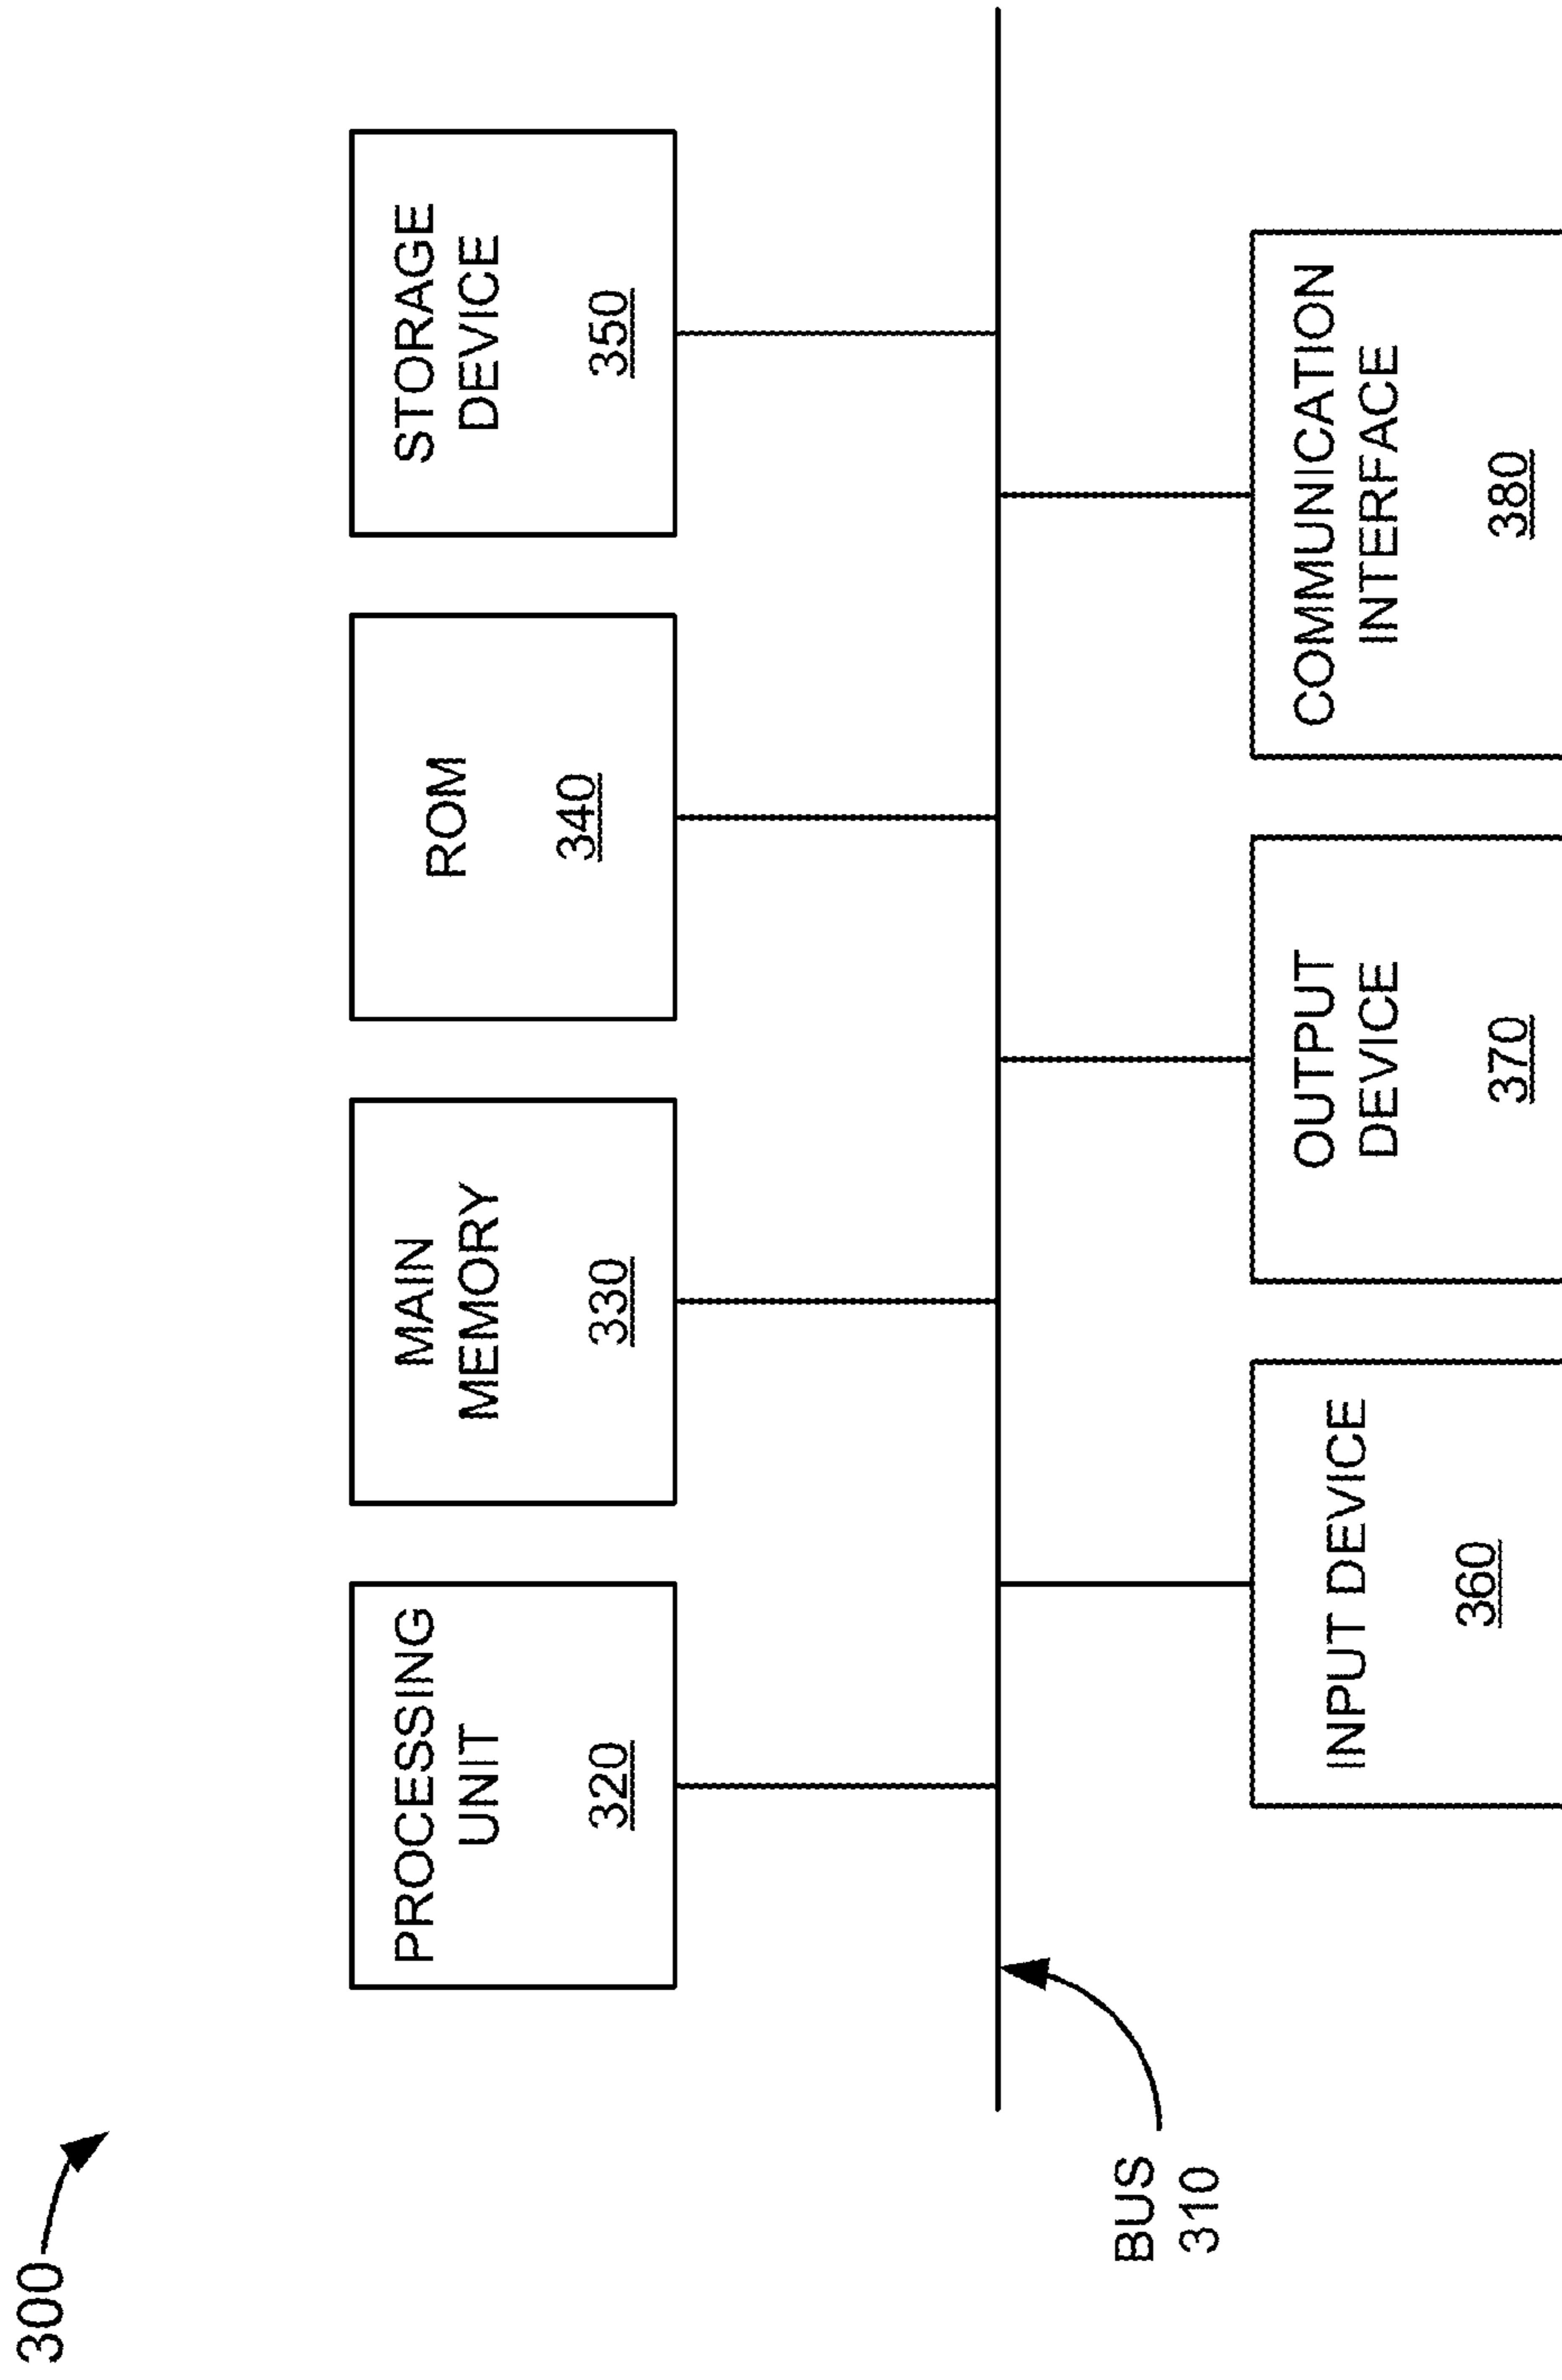 300
PROCESSING
UNIT
320
MAIN
MEMORY
330
ROM
340
STORAGE
DEVICE
350
BUS
310
INPUT DEVICE
360
OUTPUT
DEVICE
370
COMMUNICATION
INTERFACE
380